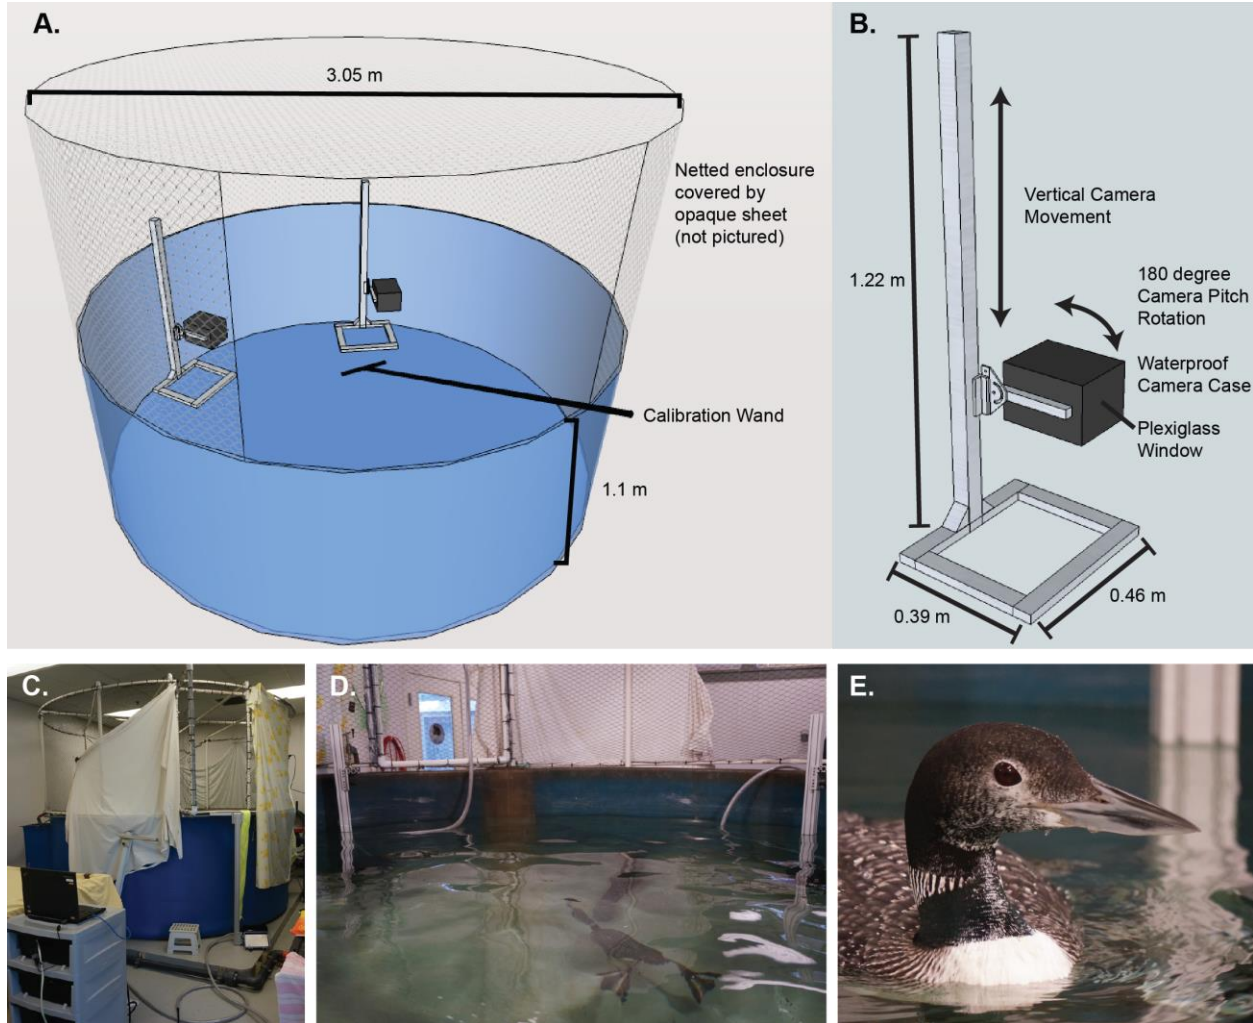 A.
3.05 m
Netted enclosure
covered by
opaque sheet
(not pictured)
Calibration Wand
1.1 m
B.
Vertical Camera
Movement
1.22 m
180 degree
Camera Pitch
Rotation
Waterproof
Camera Case
Plexiglass
Window
0.39 m
0.46 m
C.
D.
E.